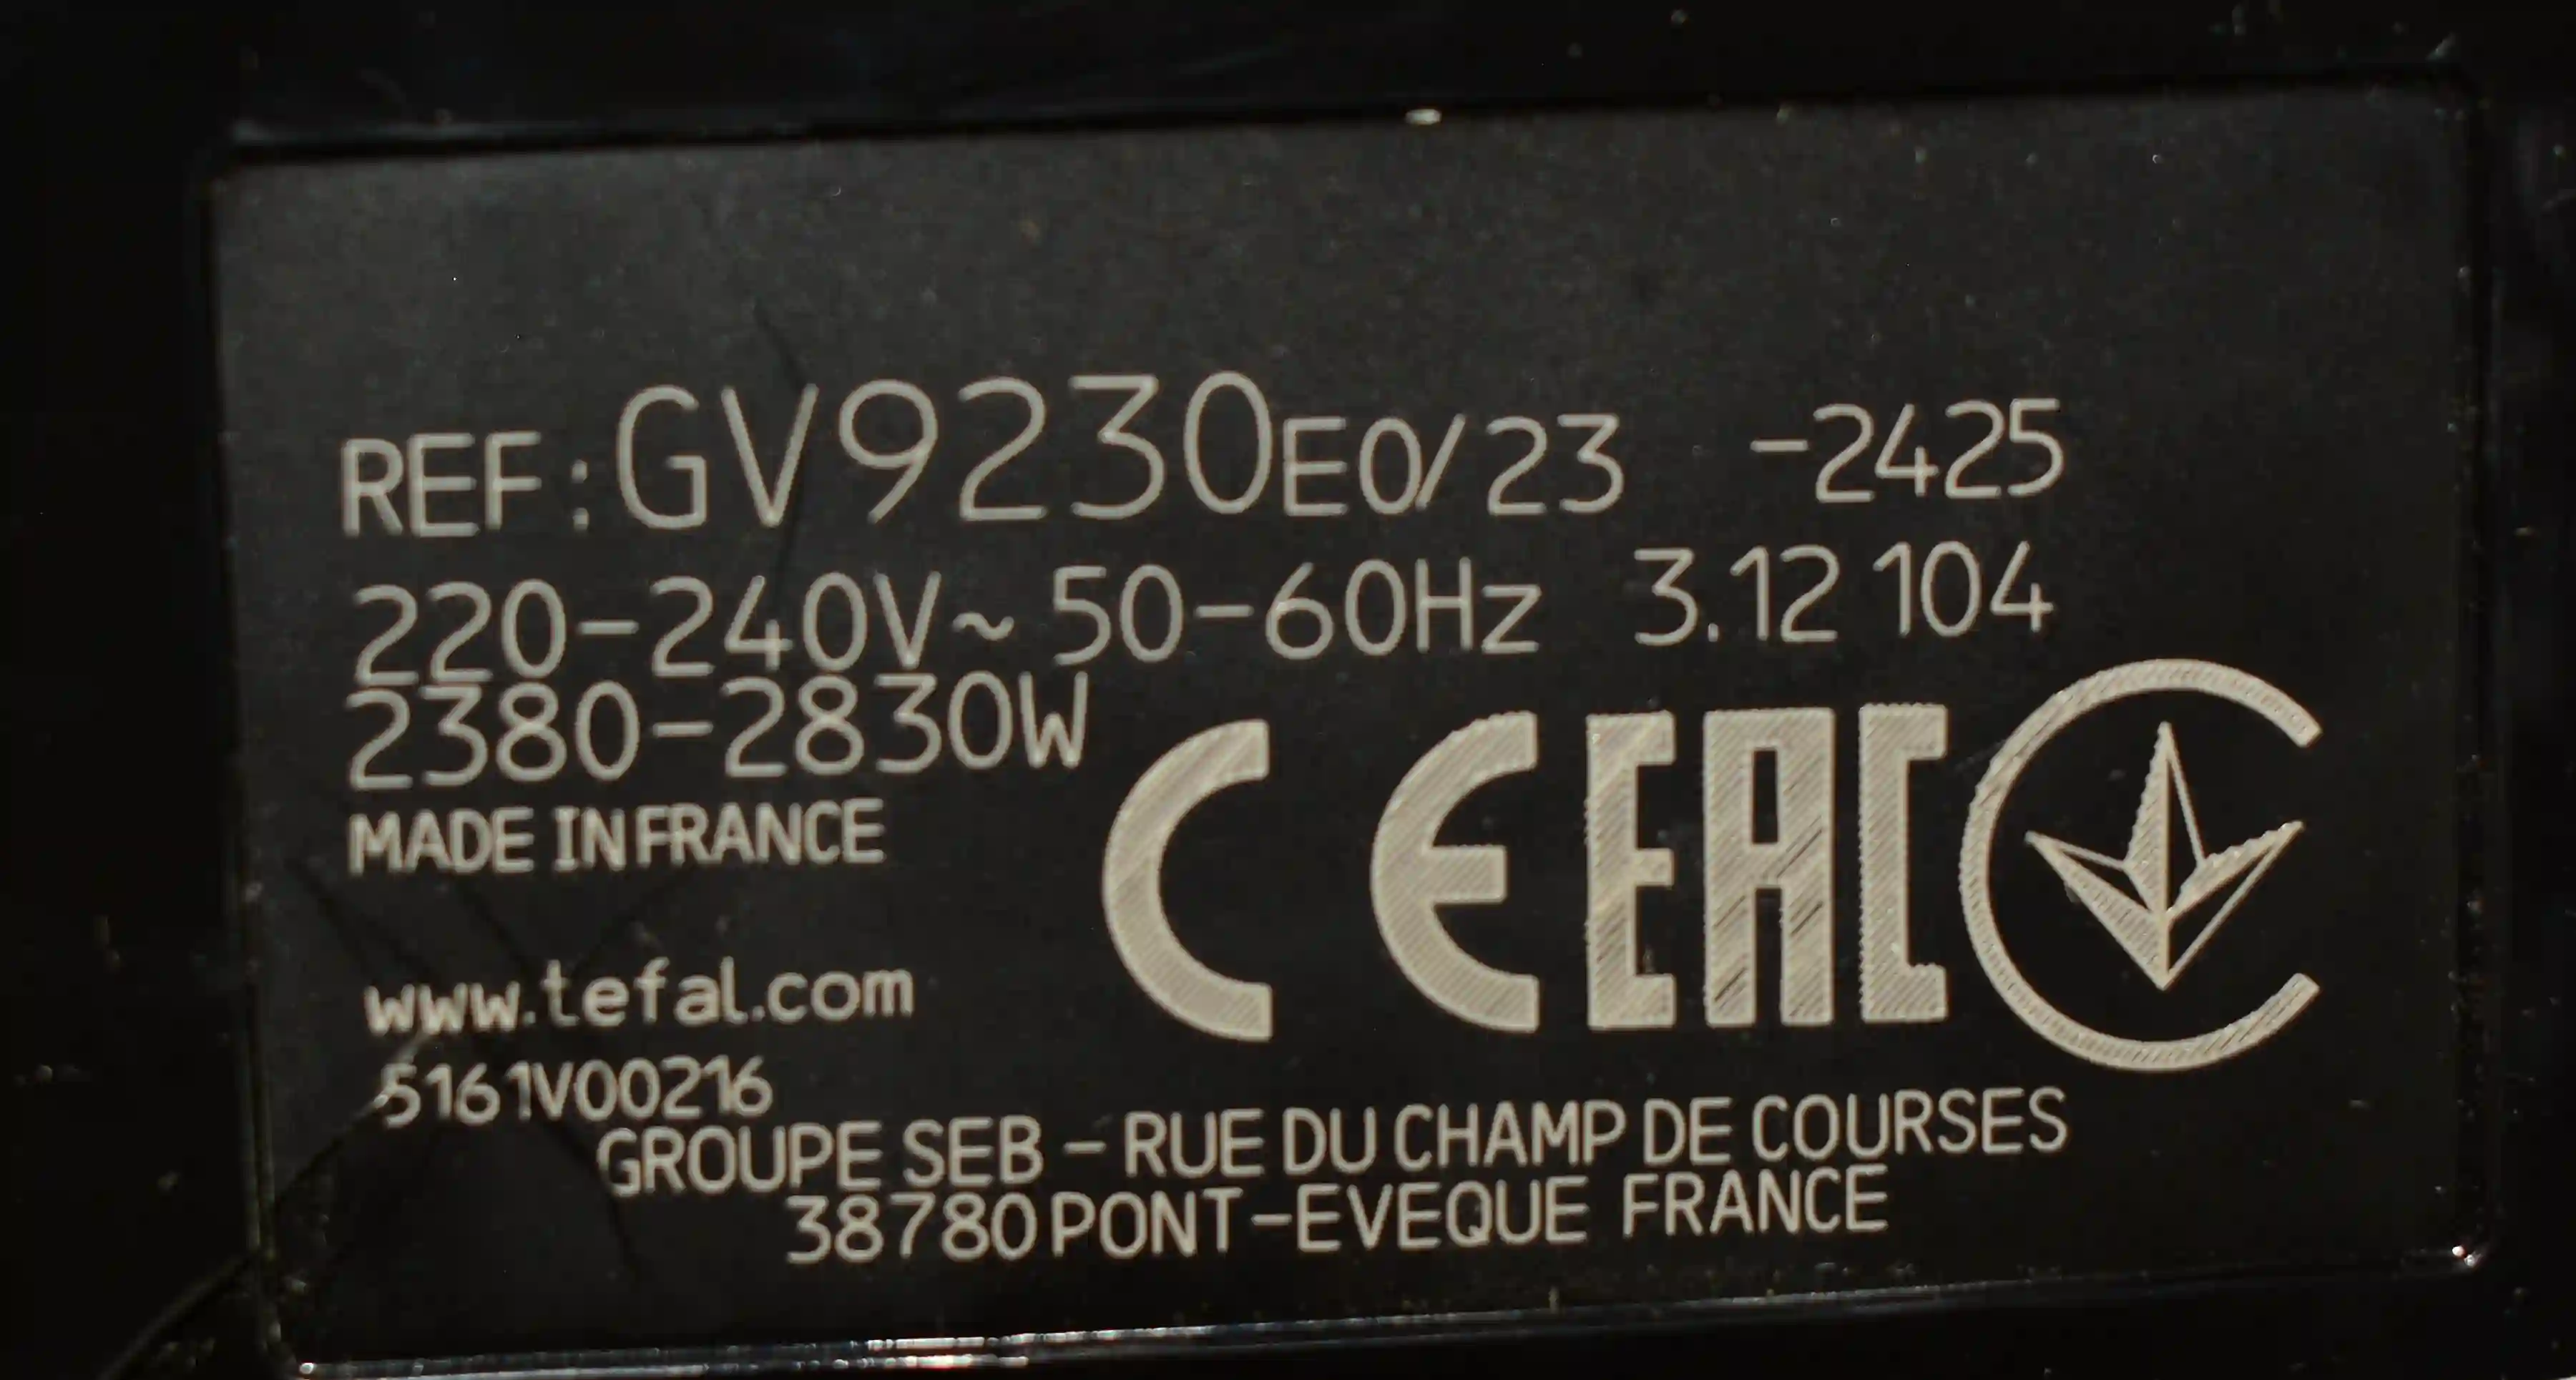 REF: GV9230E0/23 -2425
220-240V~ 50-60Hz 3.12 104
2380-2830W
MADE IN FRANCE
CE EAC
www.tefal.com
5161V00216
GROUPE SEB - RUE DU CHAMP DE COURSES
38780 PONT-EVEQUE FRANCE